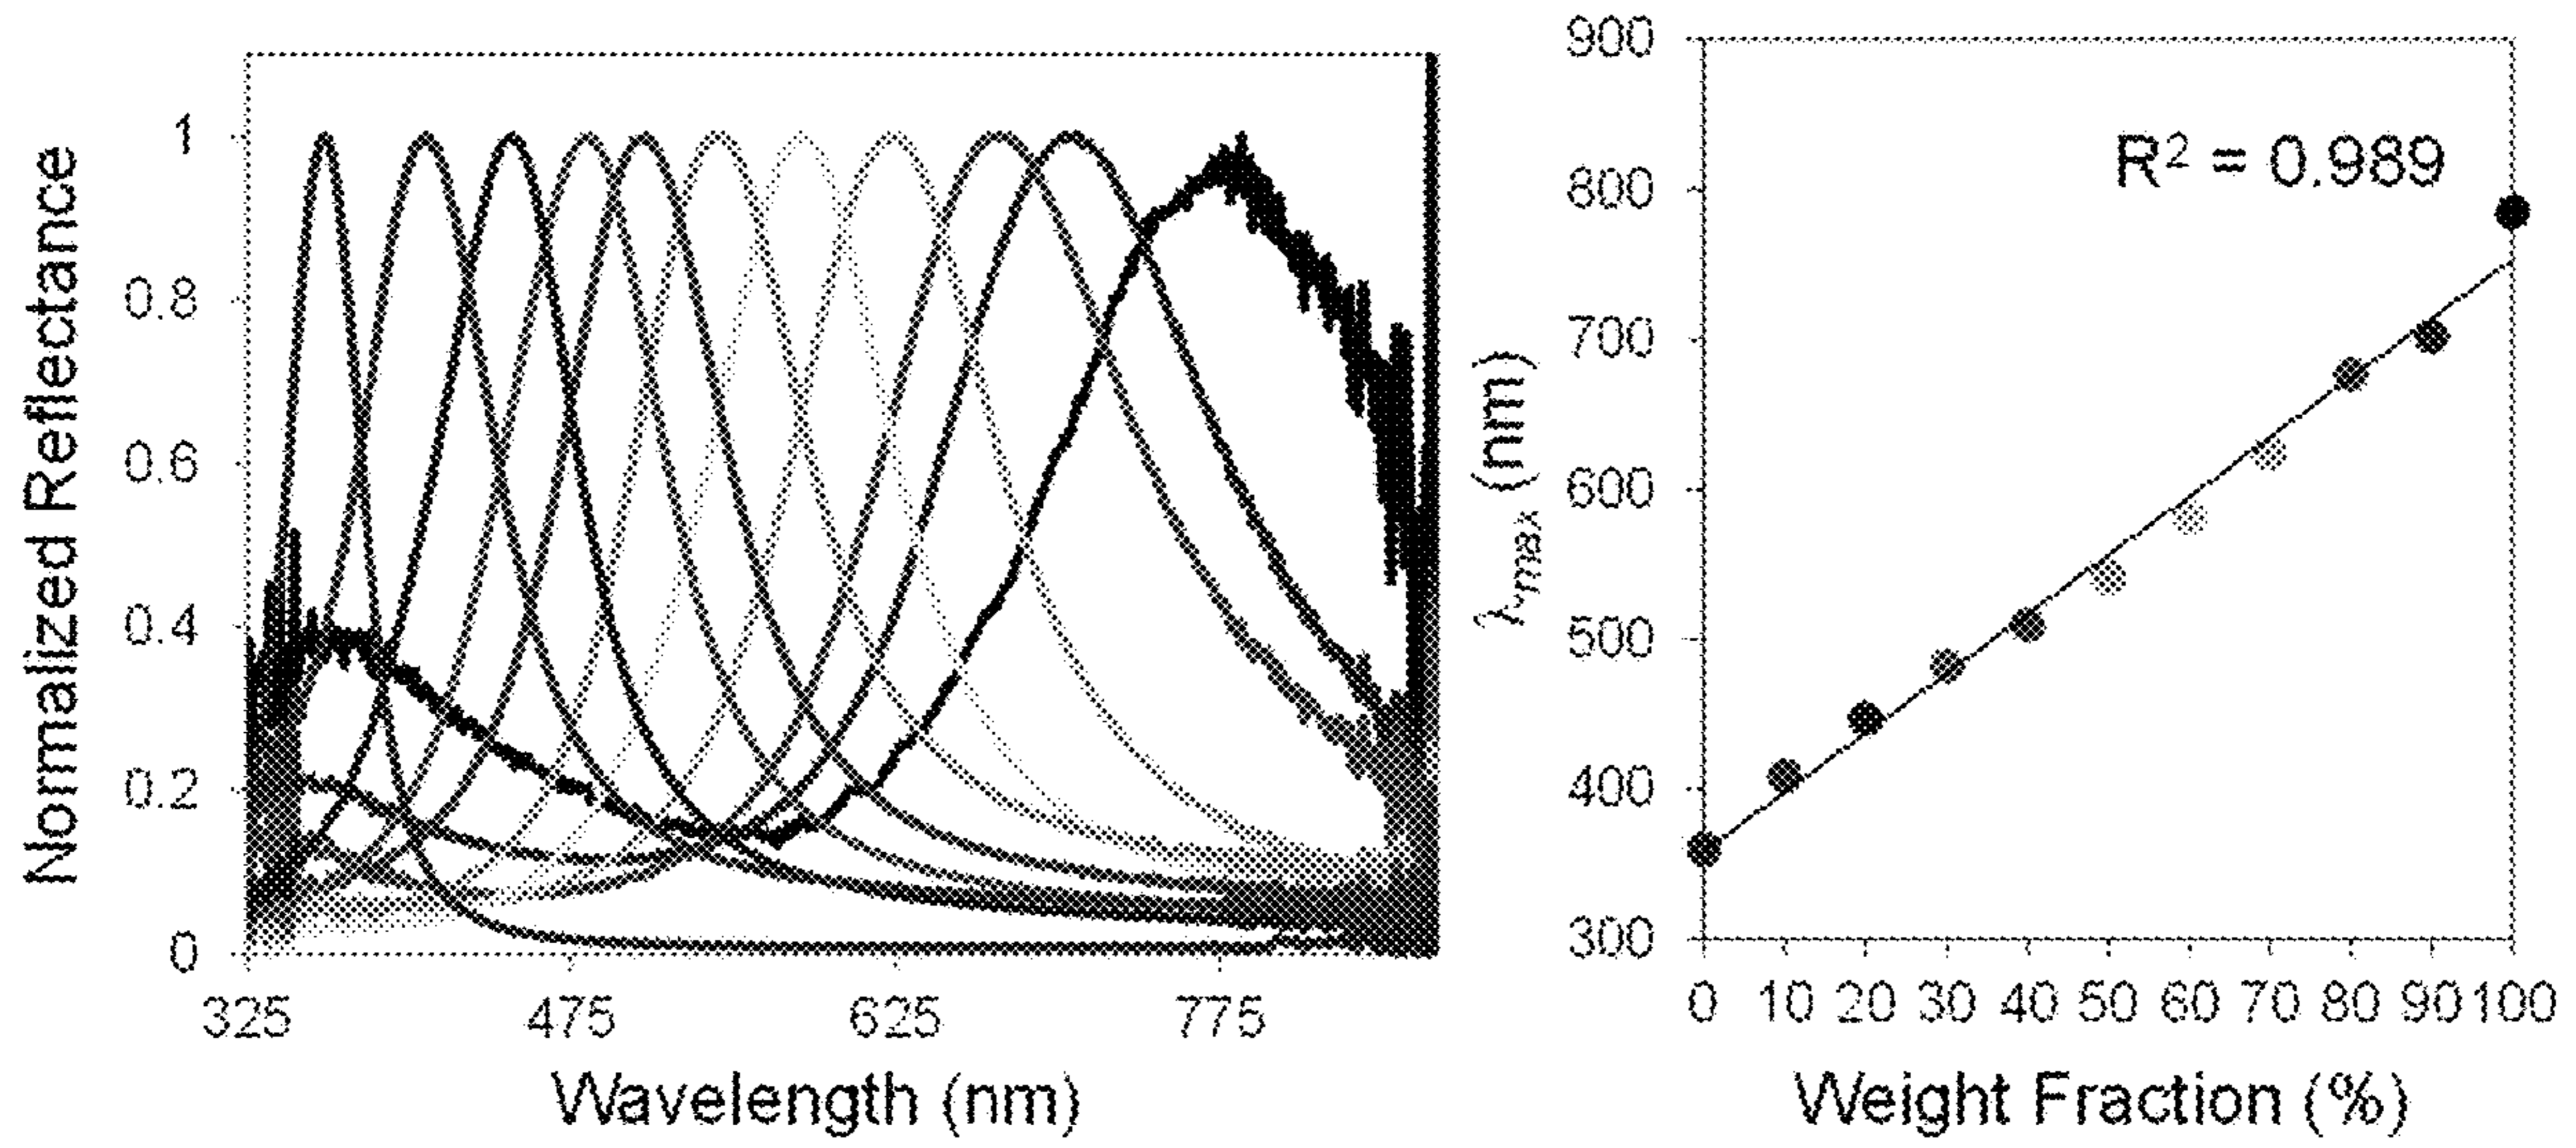 Normalized Reflectance
1
0.8
0.6
0.4
0.2
0
325 475 625 775
Wavelength (nm)
λmax (nm)
900
800
700
600
500
400
300
R² = 0.989
0 10 20 30 40 50 60 70 80 90 100
Weight Fraction (%)